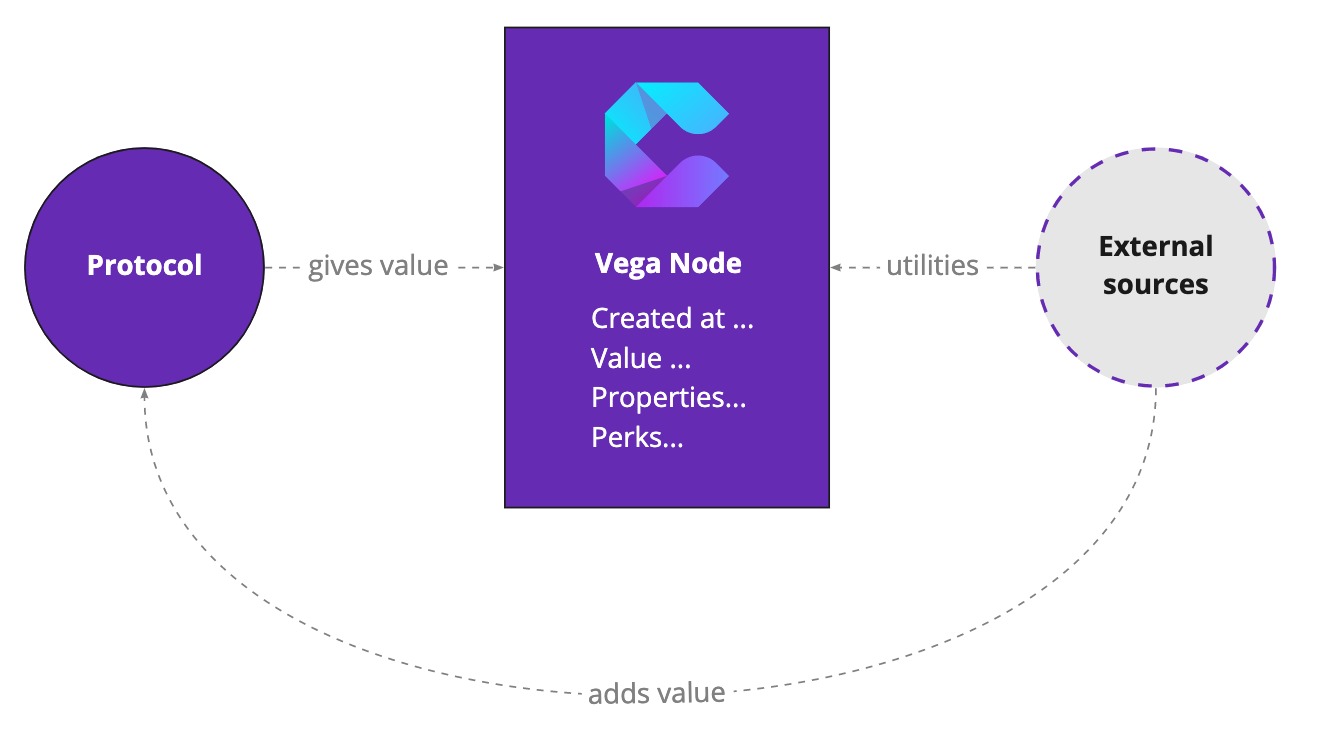 Protocol
gives value
Vega Node
Created at ...
Value ...
Properties...
Perks...
utilities
External
sources
adds value